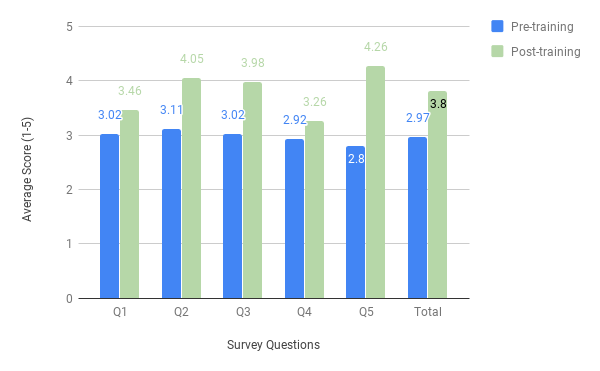 5
4
3
2
1
0
Average Score (1-5)
3.02
3.46
3.11
4.05
3.02
3.98
2.92
3.26
2.8
4.26
2.97
3.8
Q1
Q2
Q3
Q4
Q5
Total
Survey Questions
Pre-training
Post-training